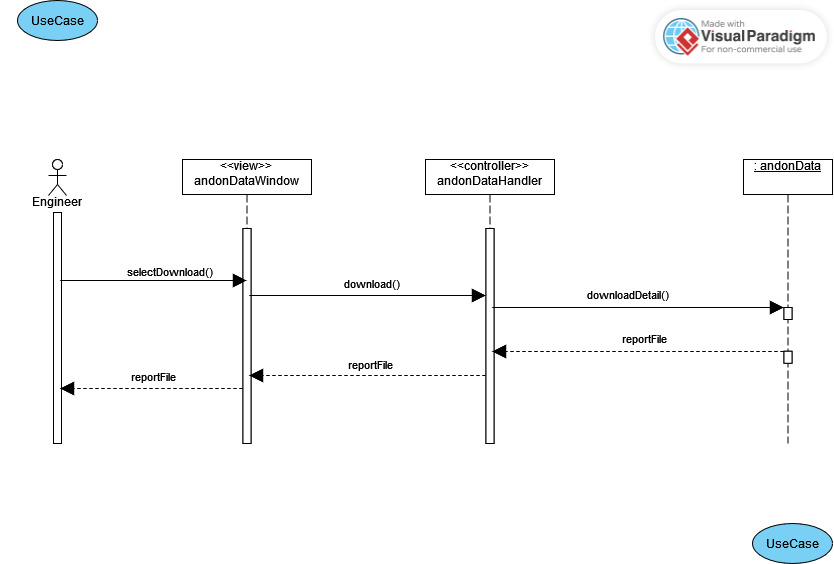 UseCase
Made with
Visual Paradigm
For non-commercial use
Engineer
<<view>>
andonDataWindow
<<controller>>
andonDataHandler
: andonData
selectDownload()
download()
downloadDetail()
reportFile
reportFile
reportFile
UseCase